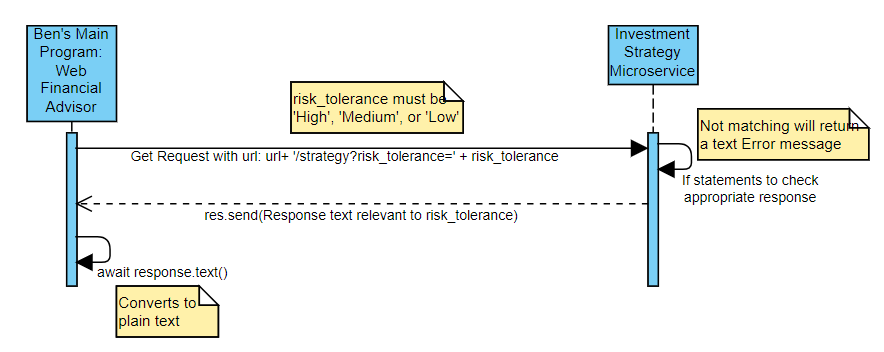 Ben's Main
Program:
Web
Financial
Advisor
Investment
Strategy
Microservice
risk_tolerance must be
'High', 'Medium', or 'Low'
Not matching will return
a text Error message
Get Request with url: url+ '/strategy?risk_tolerance=' + risk_tolerance
If statements to check
appropriate response
res.send(Response text relevant to risk_tolerance)
await response.text()
Converts to
plain text